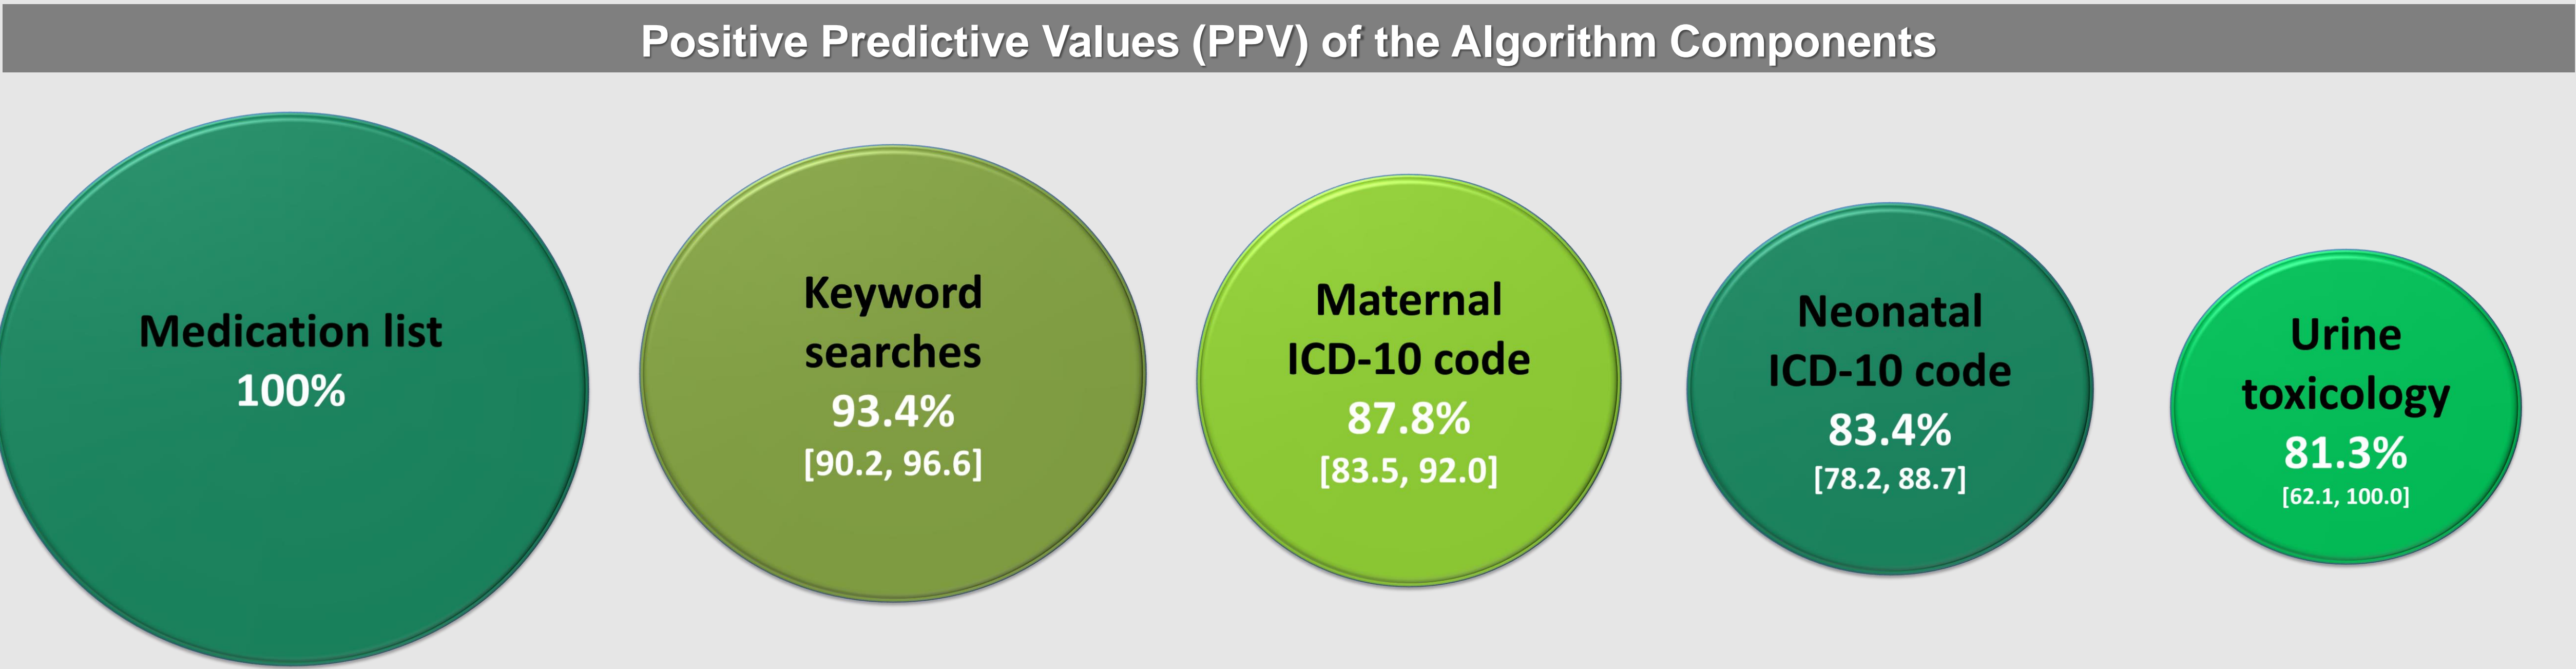 Positive Predictive Values (PPV) of the Algorithm Components
Medication list
100%
Keyword
searches
93.4%
[90.2, 96.6]
Maternal
ICD-10 code
87.8%
[83.5, 92.0]
Neonatal
ICD-10 code
83.4%
[78.2, 88.7]
Urine
toxicology
81.3%
[62.1, 100.0]